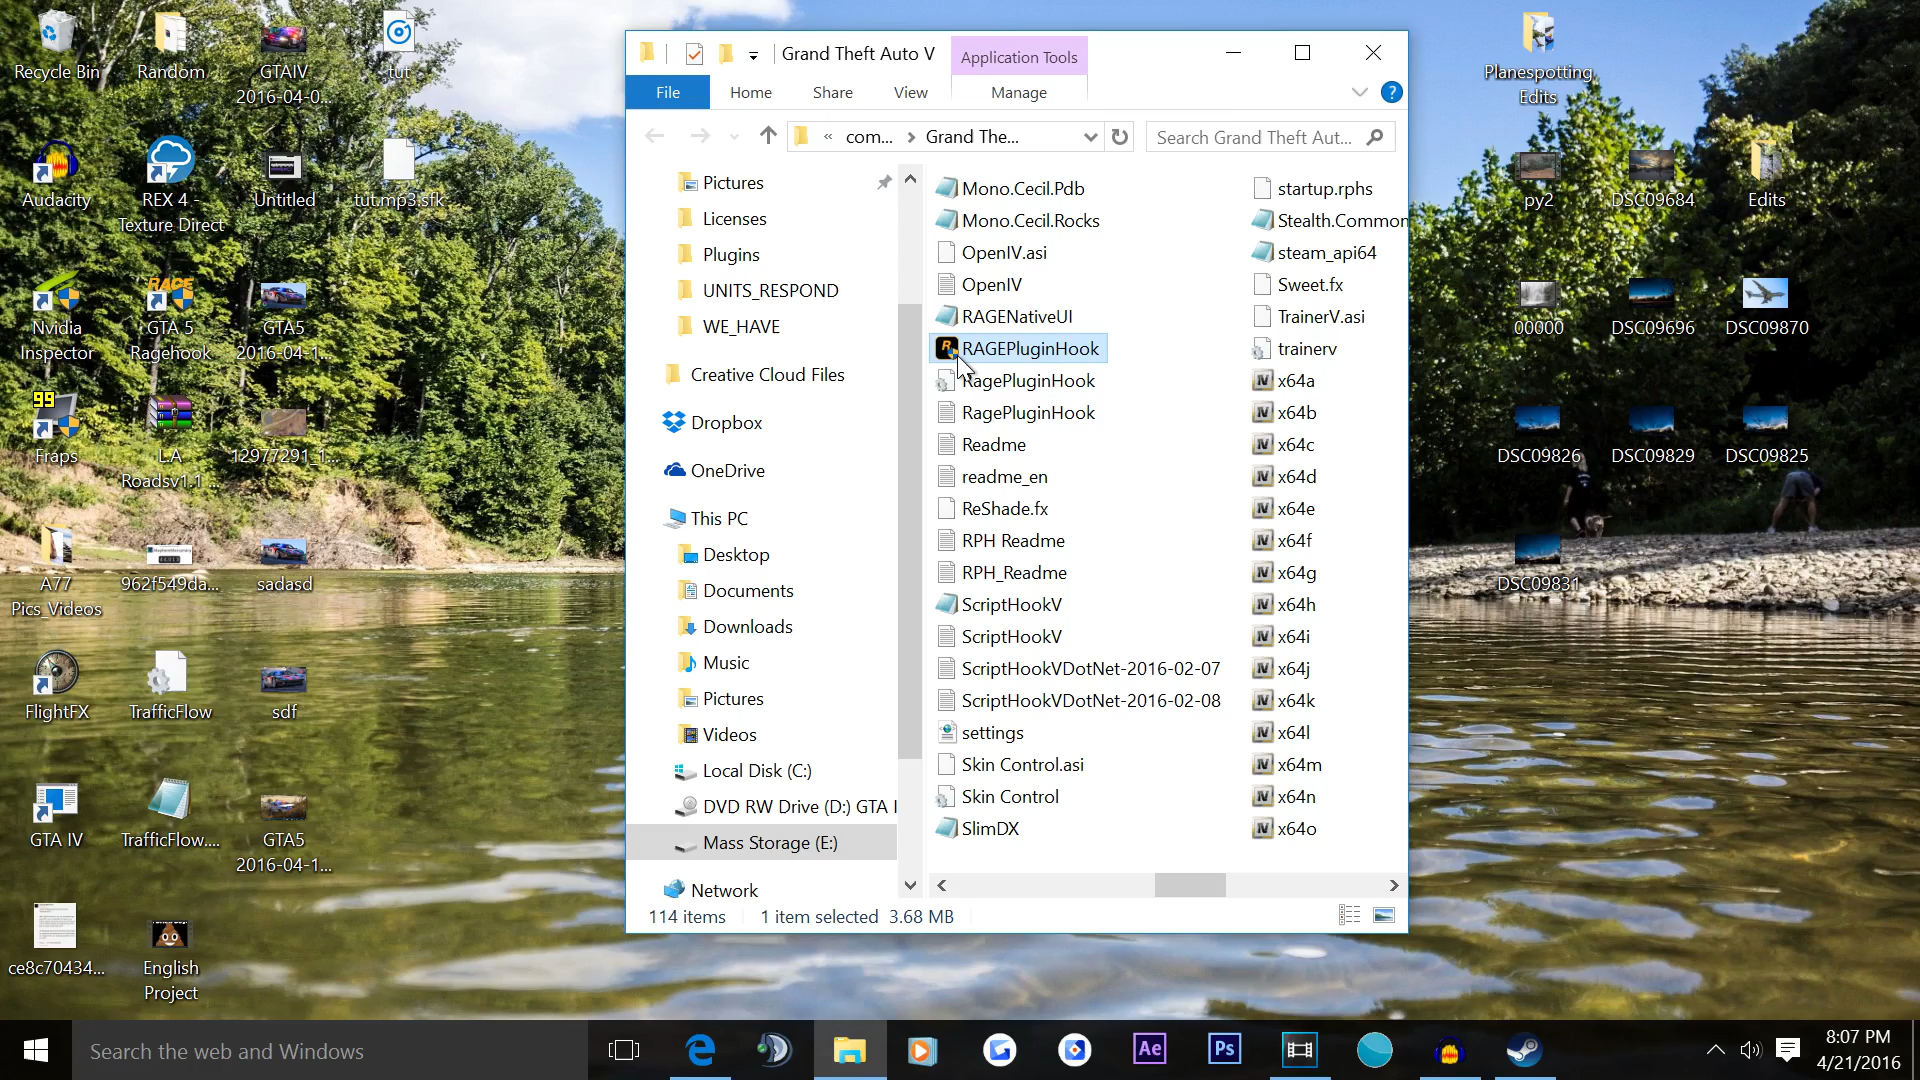 Recycle Bin
Random
GTAIV
2016-04-0...
tut
Audacity
REX 4 -
Texture Direct
Untitled
tut.mp3.sfk
Nvidia
Inspector
GTA 5
Ragehook
GTA5
2016-04-1...
99
Fraps
L.A
Roadsv1.1 ...
12977291_1...
A77
Pics_Videos
962f549da...
sadasd
FlightFX
TrafficFlow
sdf
GTA IV
TrafficFlow....
GTA5
2016-04-1...
ce8c70434...
English
Project
Grand Theft Auto V
Application Tools
File
Home
Share
View
Manage
?
« com... > Grand The...
Search Grand Theft Aut...
Pictures
Licenses
Plugins
UNITS_RESPOND
WE_HAVE
Creative Cloud Files
Dropbox
OneDrive
This PC
Desktop
Documents
Downloads
Music
Pictures
Videos
Local Disk (C:)
DVD RW Drive (D:) GTA I
Mass Storage (E:)
Network
Mono.Cecil.Pdb
Mono.Cecil.Rocks
OpenIV.asi
OpenIV
RAGENativeUI
RAGEPluginHook
RagePluginHook
RagePluginHook
Readme
readme_en
ReShade.fx
RPH Readme
RPH_Readme
ScriptHookV
ScriptHookV
ScriptHookVDotNet-2016-02-07
ScriptHookVDotNet-2016-02-08
settings
Skin Control.asi
Skin Control
SlimDX
startup.rphs
Stealth.Common
steam_api64
Sweet.fx
TrainerV.asi
trainerv
x64a
x64b
x64c
x64d
x64e
x64f
x64g
x64h
x64i
x64j
x64k
x64l
x64m
x64n
x64o
114 items
1 item selected 3.68 MB
Planespotting
Edits
py2
DSC09684
Edits
00000
DSC09696
DSC09870
DSC09826
DSC09829
DSC09825
DSC09831
Search the web and Windows
Ae
Ps
8:07 PM
4/21/2016